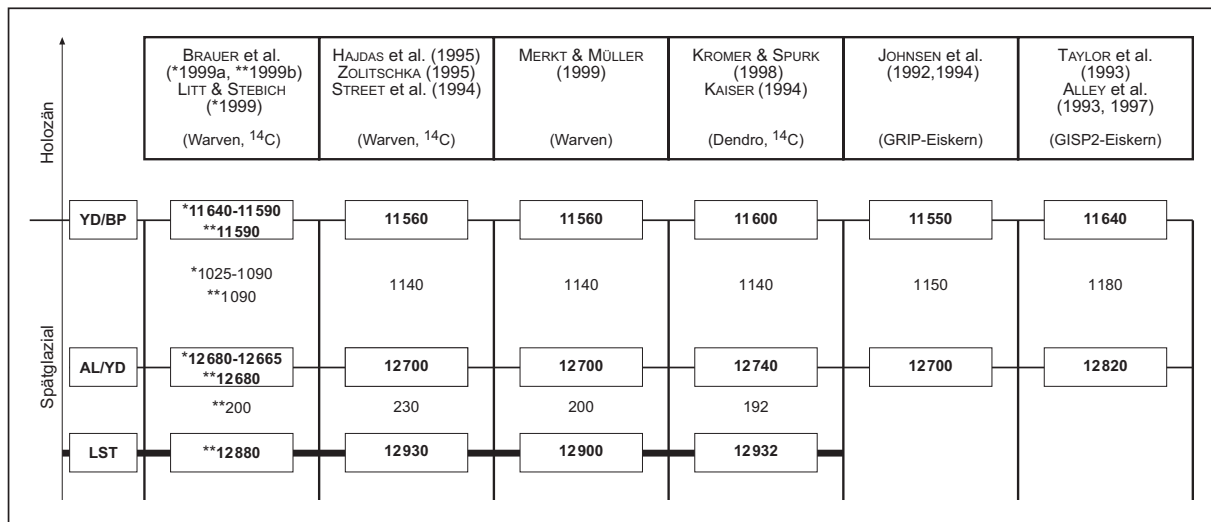 BRAUER et al.
(*1999a, **1999b)
LITT & STEBICH
(*1999)
(Warven, 14C)
HAJDAS et al. (1995)
ZOLITSCHKA (1995)
STREET et al. (1994)
(Warven, 14C)
MERKT & MÜLLER
(1999)
(Warven)
KROMER & SPURK
(1998)
KAISER (1994)
(Dendro, 14C)
JOHNSEN et al.
(1992,1994)
(GRIP-Eiskern)
TAYLOR et al.
(1993)
ALLEY et al.
(1993, 1997)
(GISP2-Eiskern)
Holozän
YD/BP
*11640-11590
**11590
11560
11560
11600
11550
11640
*1025-1090
**1090
1140
1140
1140
1150
1180
Spätglazial
AL/YD
*12680-12665
**12680
12700
12700
12740
12700
12820
**200
230
200
192
LST
**12880
12930
12900
12932